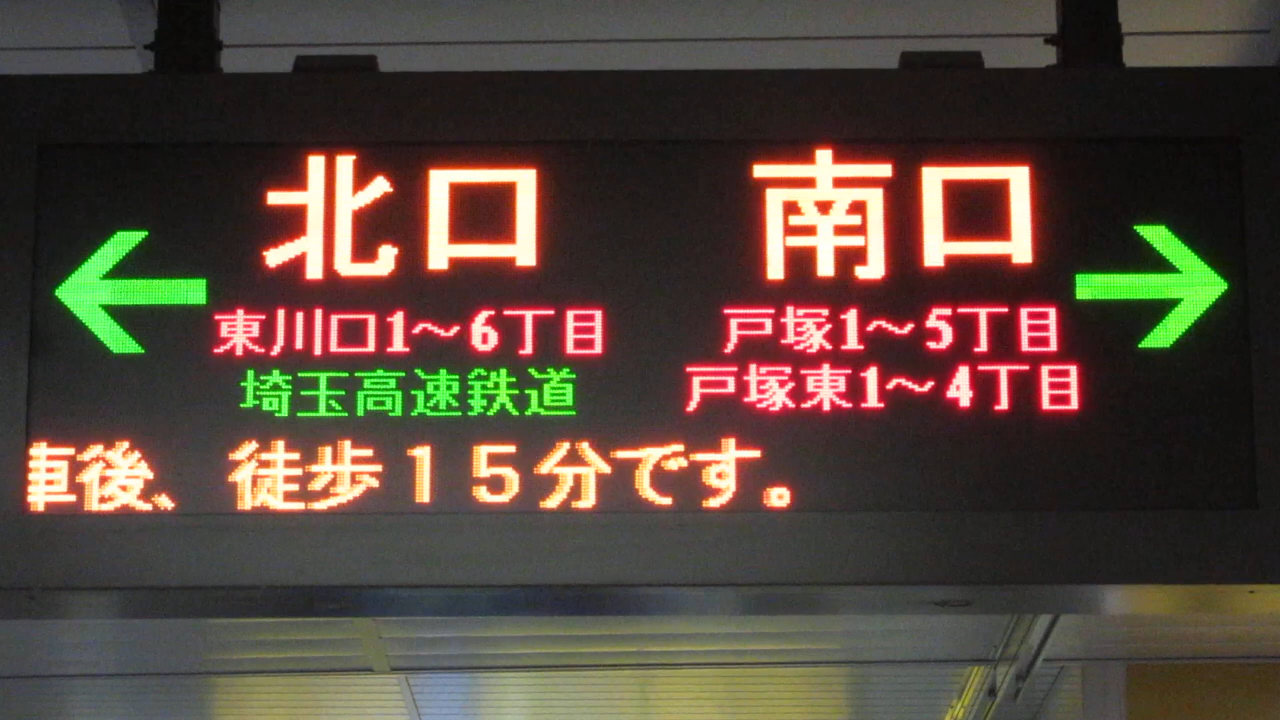 北口 南口
東川口1～6丁目 戸塚1～5丁目
埼玉高速鉄道 戸塚東1～4丁目
車後、徒歩１５分です。